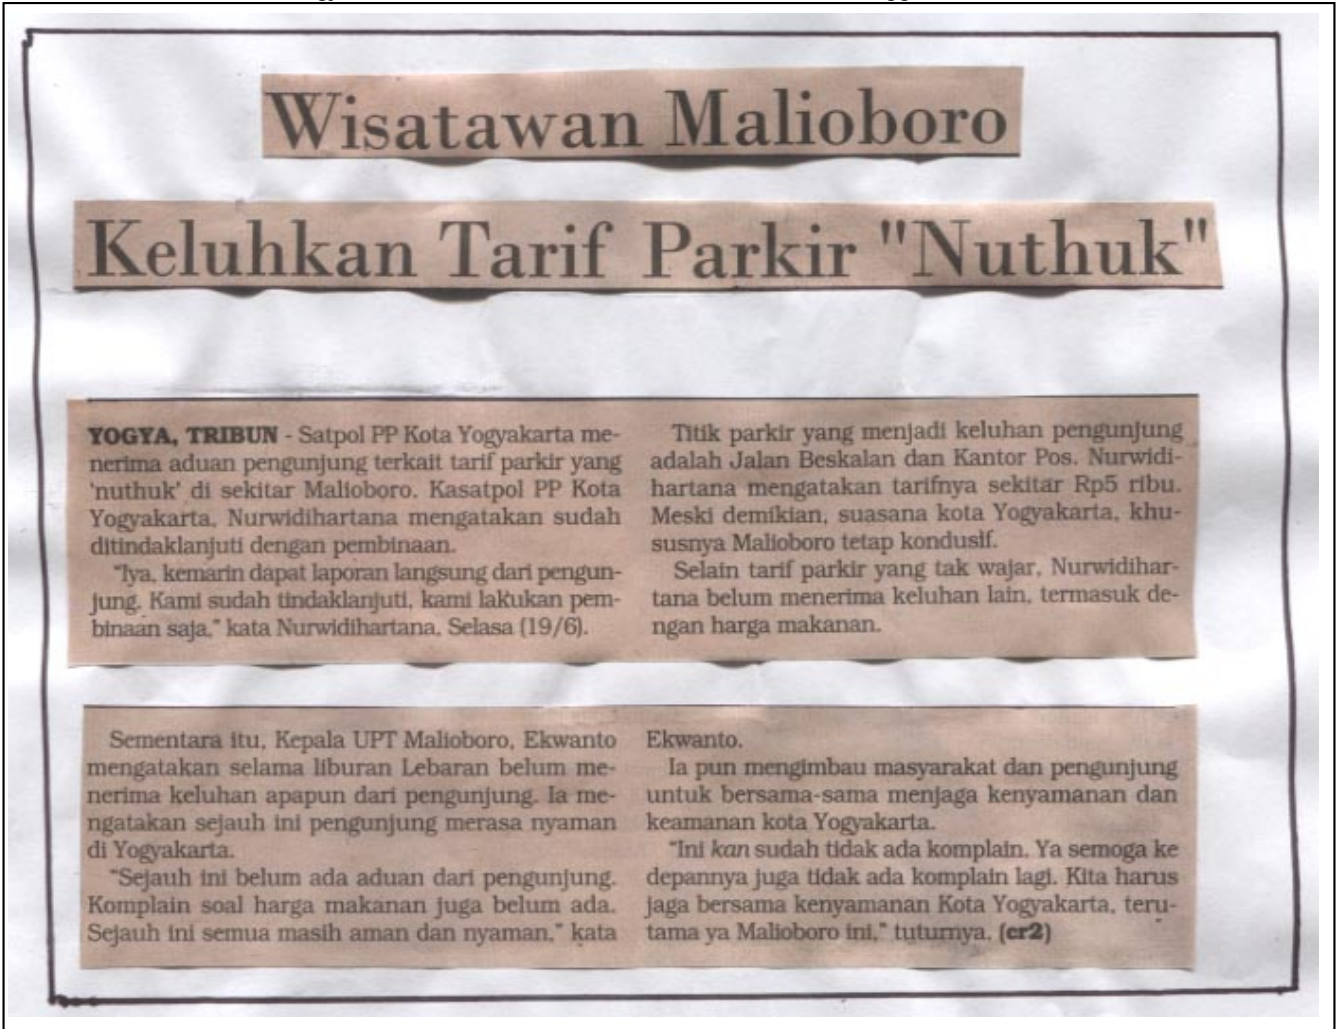 Wisatawan Malioboro
Keluhkan Tarif Parkir "Nuthuk"
YOGYA, TRIBUN - Satpol PP Kota Yogyakarta me-
nerima aduan pengunjung terkait tarif parkir yang
'nuthuk' di sekitar Malioboro. Kasatpol PP Kota
Yogyakarta, Nurwidihartana mengatakan sudah
ditindaklanjuti dengan pembinaan.
"Iya, kemarin dapat laporan langsung dari pengun-
jung. Kami sudah tindaklanjuti, kami lakukan pem-
binaan saja," kata Nurwidihartana, Selasa (19/6).
Titik parkir yang menjadi keluhan pengunjung
adalah Jalan Beskalan dan Kantor Pos. Nurwidi-
hartana mengatakan tarifnya sekitar Rp5 ribu.
Meski demikian, suasana kota Yogyakarta, khu-
susnya Malioboro tetap kondusif.
Selain tarif parkir yang tak wajar, Nurwidihar-
tana belum menerima keluhan lain, termasuk de-
ngan harga makanan.
Sementara itu, Kepala UPT Malioboro, Ekwanto
mengatakan selama liburan Lebaran belum me-
nerima keluhan apapun dari pengunjung. Ia me-
ngatakan sejauh ini pengunjung merasa nyaman
di Yogyakarta.
"Sejauh ini belum ada aduan dari pengunjung.
Komplain soal harga makanan juga belum ada.
Sejauh ini semua masih aman dan nyaman," kata
Ekwanto.
Ia pun mengimbau masyarakat dan pengunjung
untuk bersama-sama menjaga kenyamanan dan
keamanan kota Yogyakarta.
"Ini kan sudah tidak ada komplain. Ya semoga ke
depannya juga tidak ada komplain lagi. Kita harus
jaga bersama kenyamanan Kota Yogyakarta, teru-
tama ya Malioboro ini," tuturnya. (cr2)